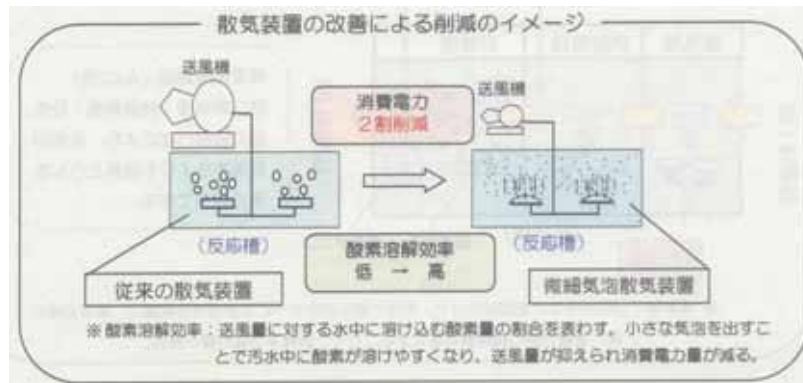 散気装置の改善による削減のイメージ
送風機
消費電力
2割削減
送風機
(反応槽)
酸素溶解効率
低 → 高
(反応槽)
従来の散気装置
微細気泡散気装置
※酸素溶解効率:送風量に対する水中に溶け込む酸素量の割合を表わす。小さな気泡を出すこ
とで汚水中に酸素が溶けやすくなり、送風量が抑えられ消費電力量が減る。